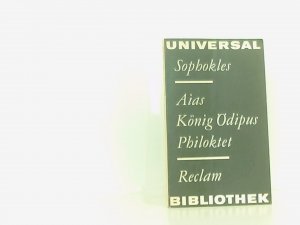 UNIVERSAL
Sophokles
Aias
König Ödipus
Philoktet
Reclam
BIBLIOTHEK